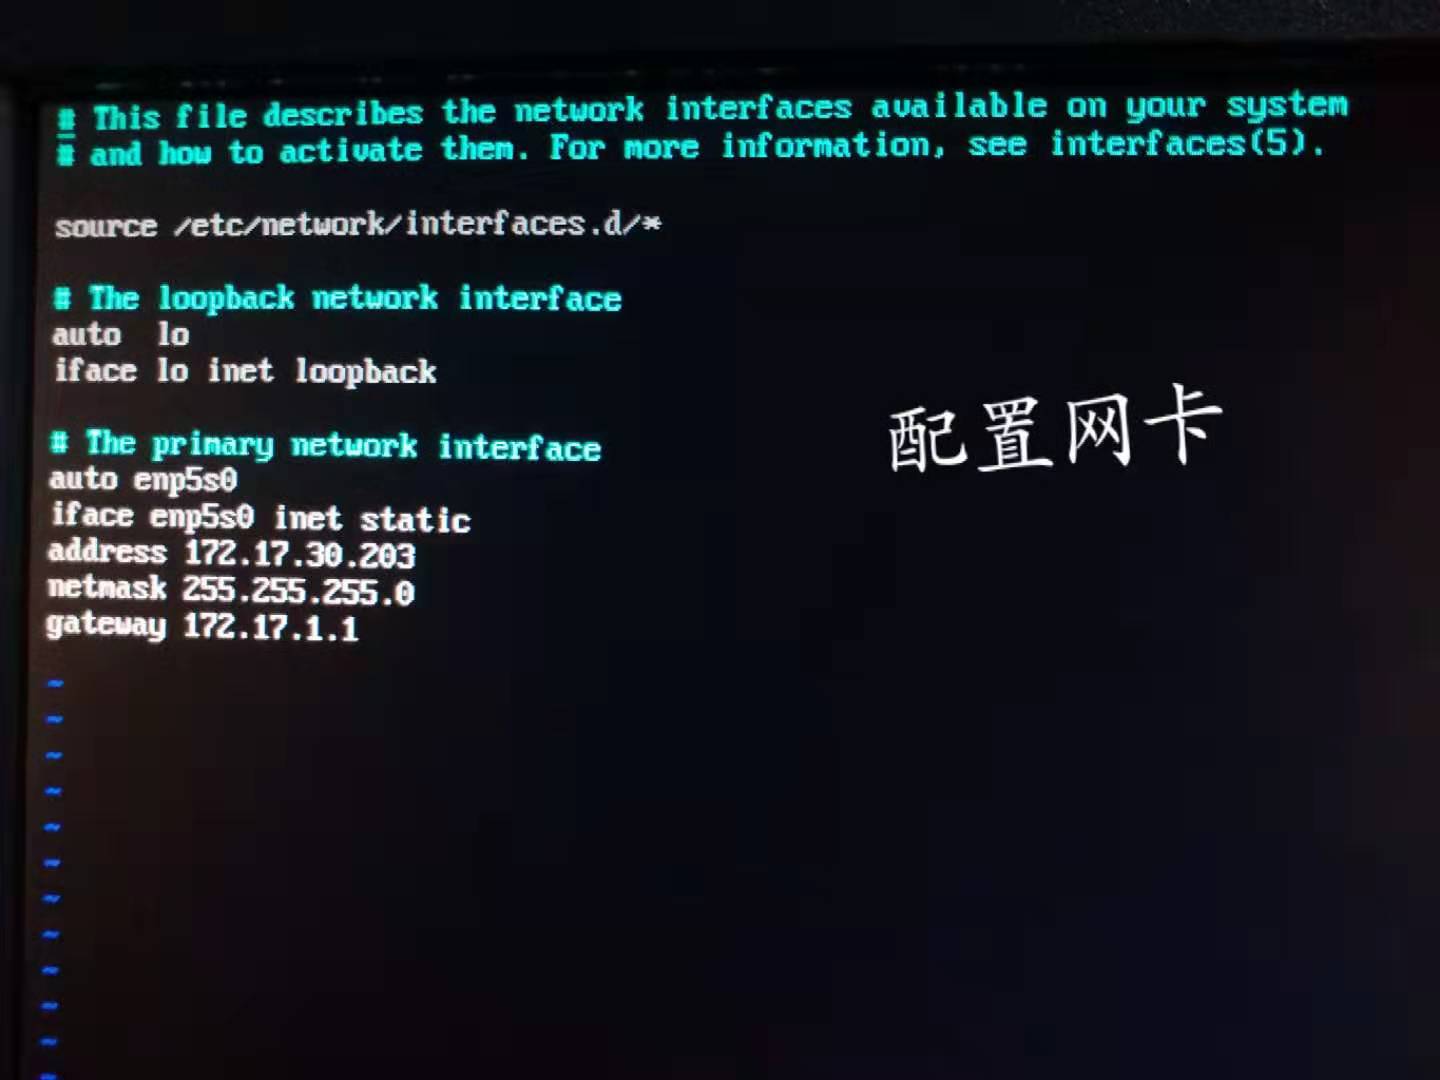 # This file describes the network interfaces available on your system
# and how to activate them. For more information, see interfaces(5).
source /etc/network/interfaces.d/*
# The loopback network interface
auto  lo
iface lo inet loopback
配置网卡
# The primary network interface
auto enp5s0
iface enp5s0 inet static
address 172.17.30.203
netmask 255.255.255.0
gateway 172.17.1.1
~
~
~
~
~
~
~
~
~
~
~
~